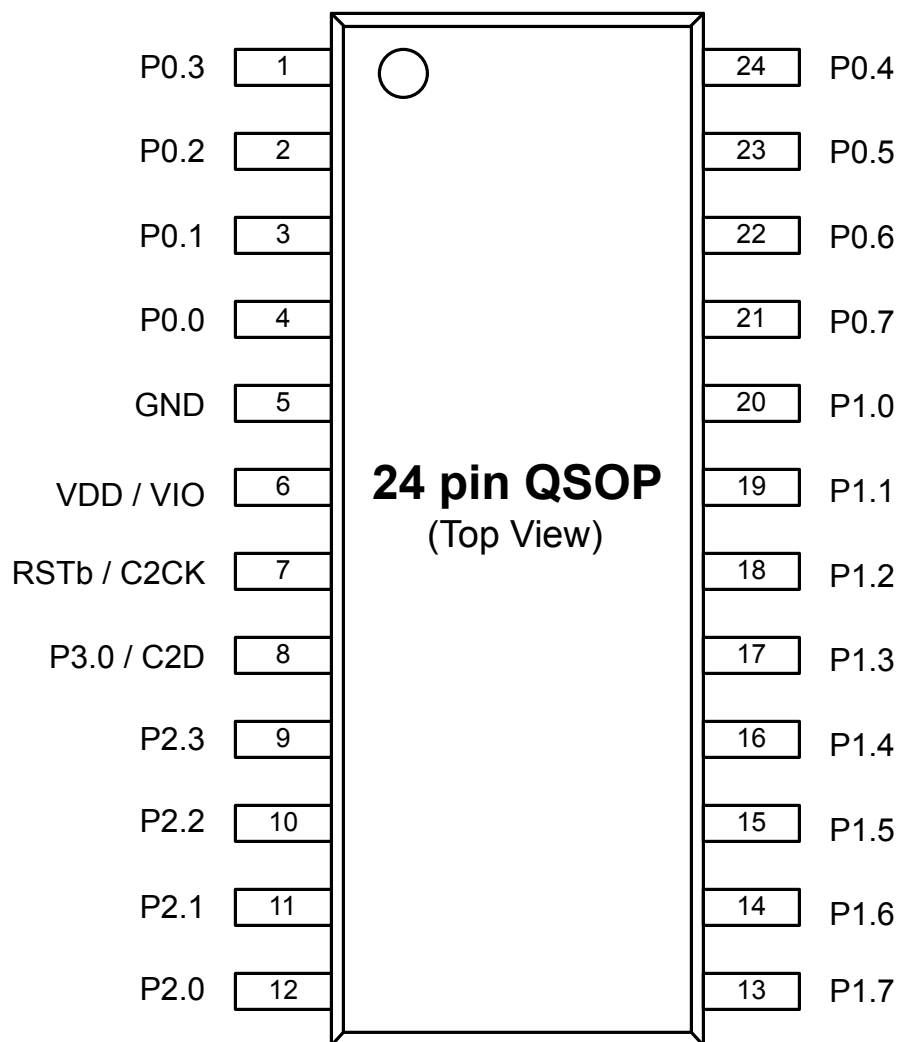 P0.3 1 24 P0.4
P0.2 2 23 P0.5
P0.1 3 22 P0.6
P0.0 4 21 P0.7
GND 5 20 P1.0
VDD / VIO 6 24 pin QSOP 19 P1.1
(Top View)
RSTb / C2CK 7 18 P1.2
P3.0 / C2D 8 17 P1.3
P2.3 9 16 P1.4
P2.2 10 15 P1.5
P2.1 11 14 P1.6
P2.0 12 13 P1.7